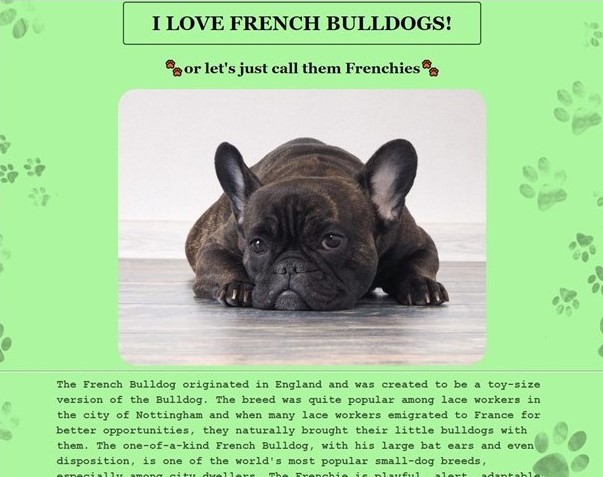 I LOVE FRENCH BULLDOGS!
or let's just call them Frenchies
The French Bulldog originated in England and was created to be a toy-size
version of the Bulldog. The breed was quite popular among lace workers in
the city of Nottingham and when many lace workers emigrated to France for
better opportunities, they naturally brought their little bulldogs with
them. The one-of-a-kind French Bulldog, with his large bat ears and even
disposition, is one of the world's most popular small-dog breeds,
especially among city dwellers. The Frenchie is playful, alert, adaptable